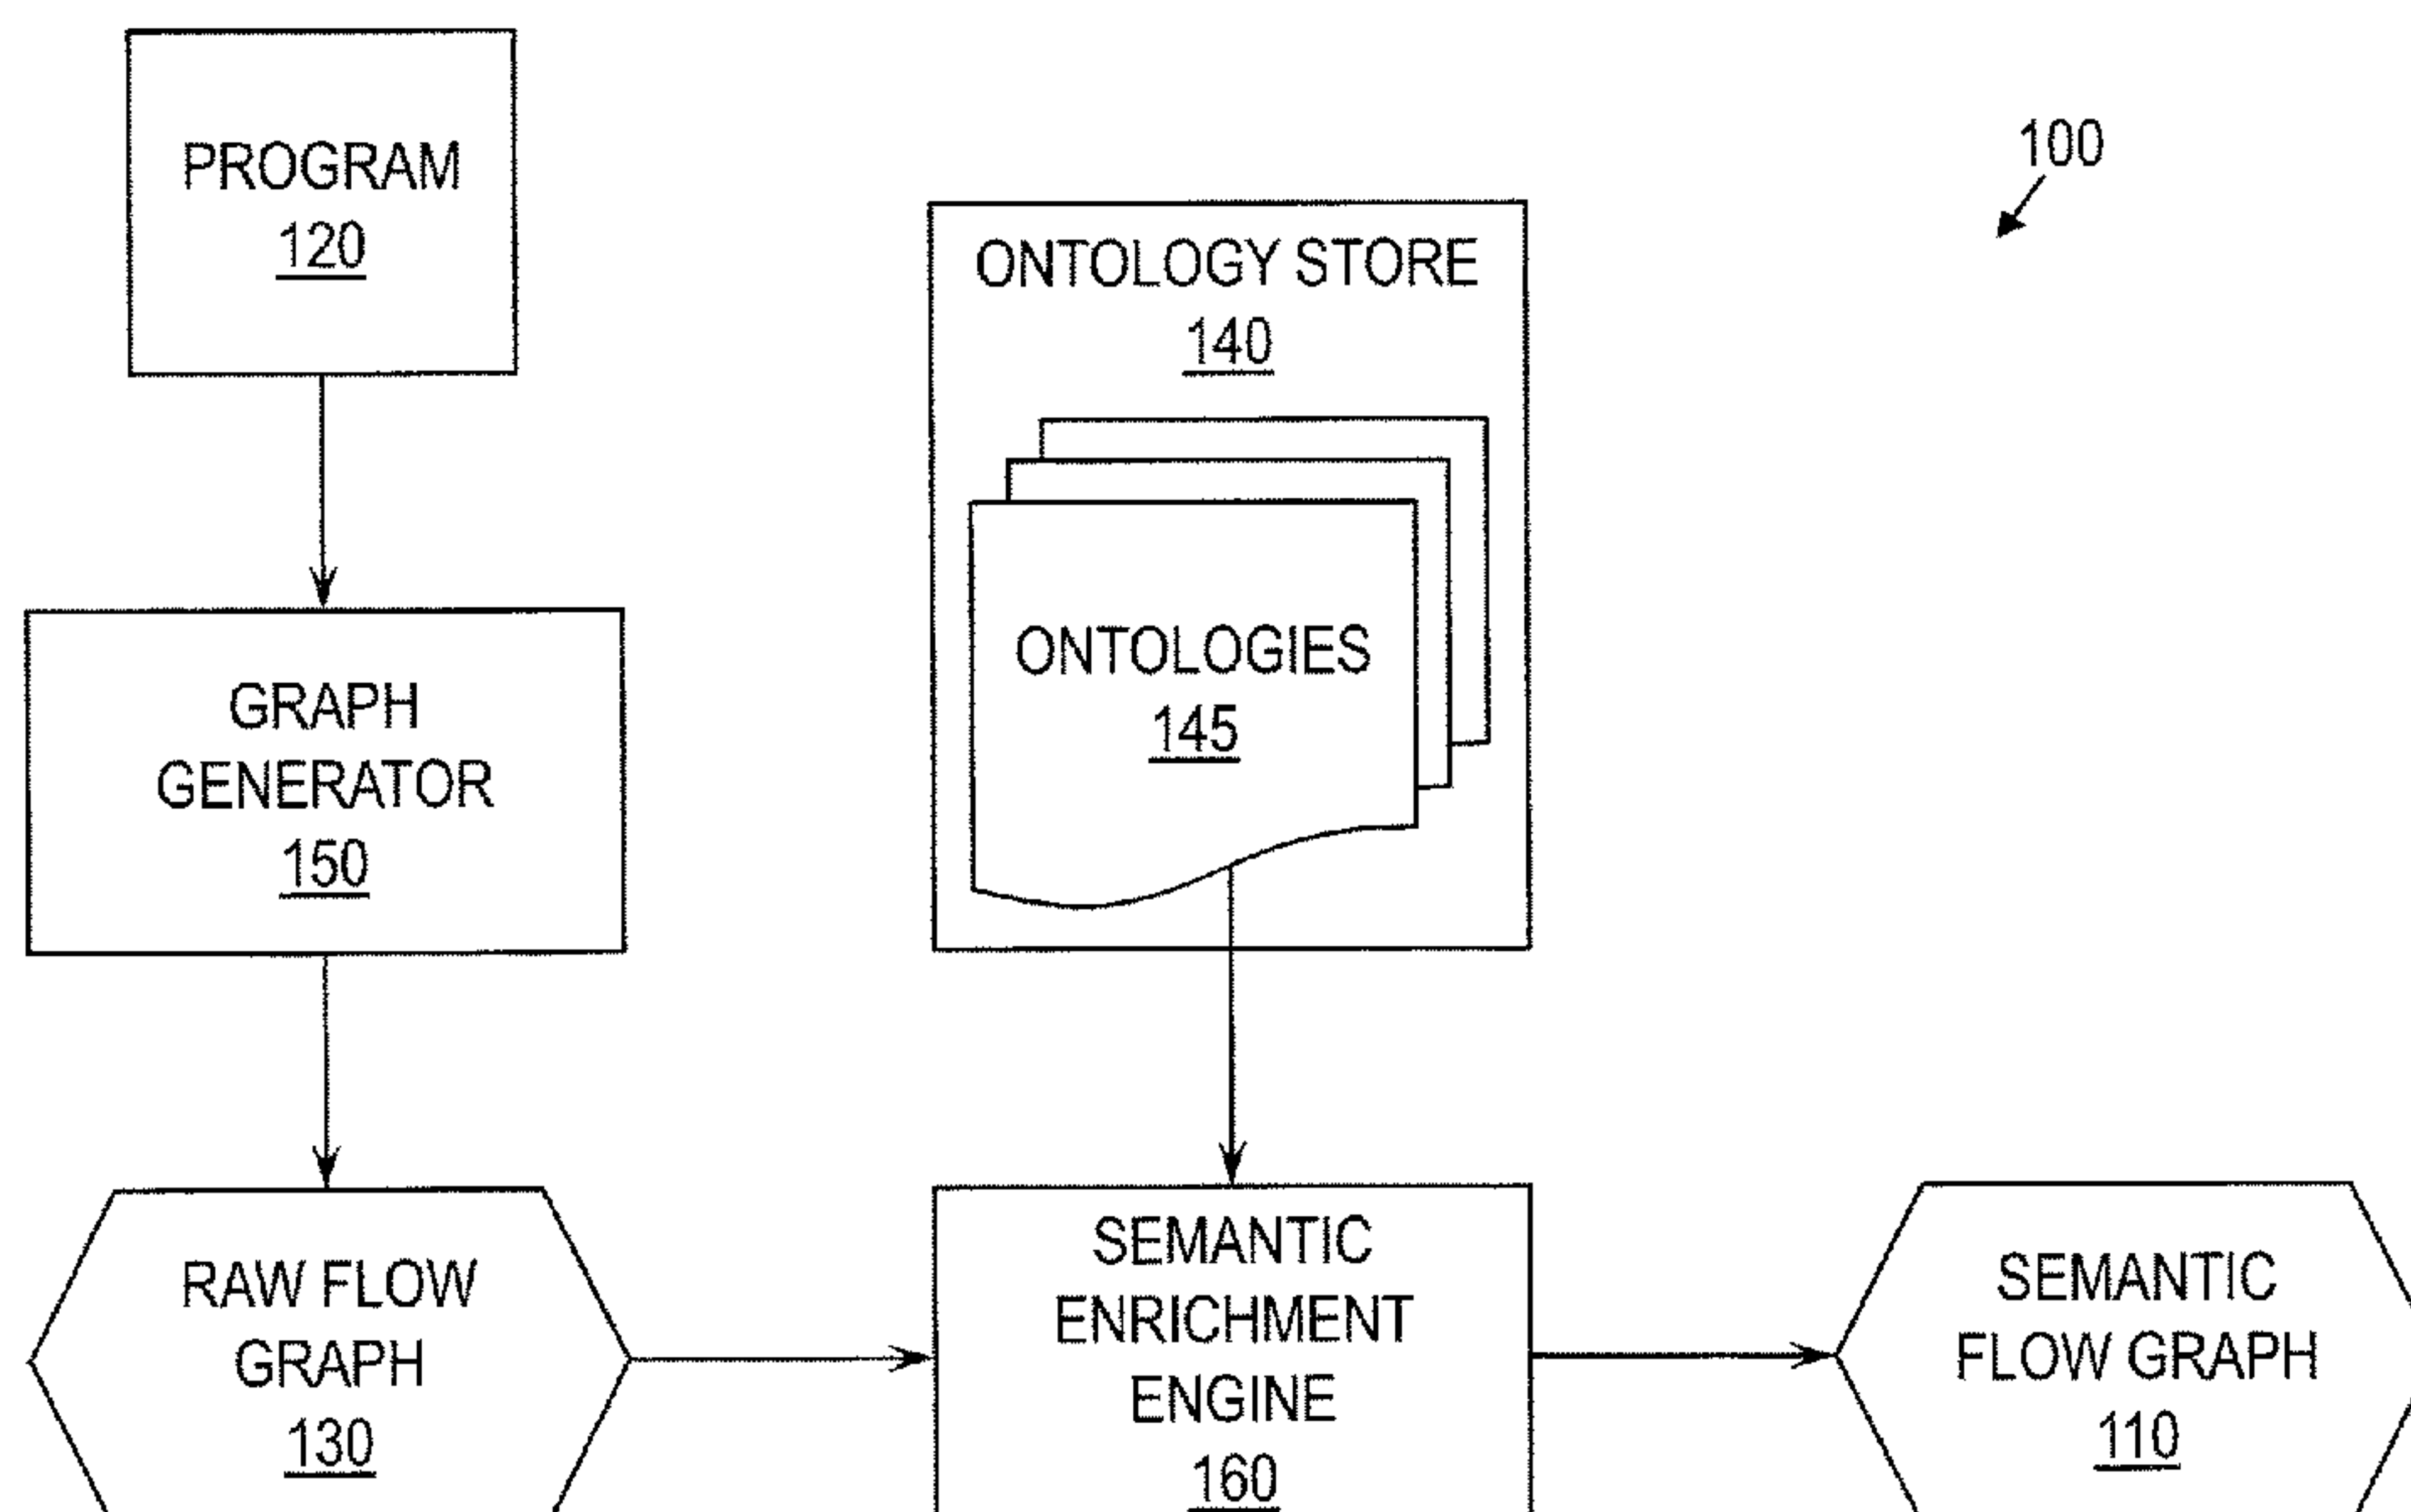 PROGRAM
120
100
ONTOLOGY STORE
140
ONTOLOGIES
145
GRAPH
GENERATOR
150
RAW FLOW
GRAPH
130
SEMANTIC
ENRICHMENT
ENGINE
160
SEMANTIC
FLOW GRAPH
110